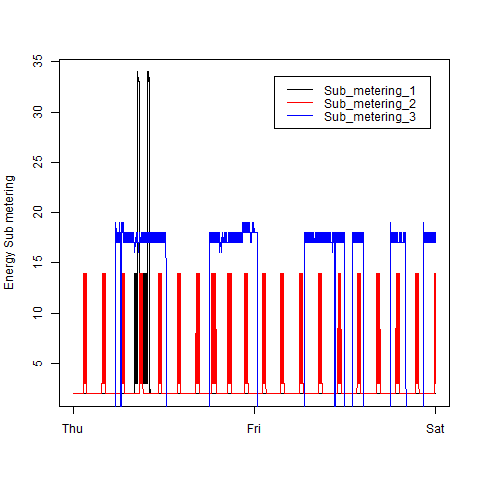 Energy Sub metering
35
30
25
20
15
10
5
Sub_metering_1
Sub_metering_2
Sub_metering_3
Thu Fri Sat